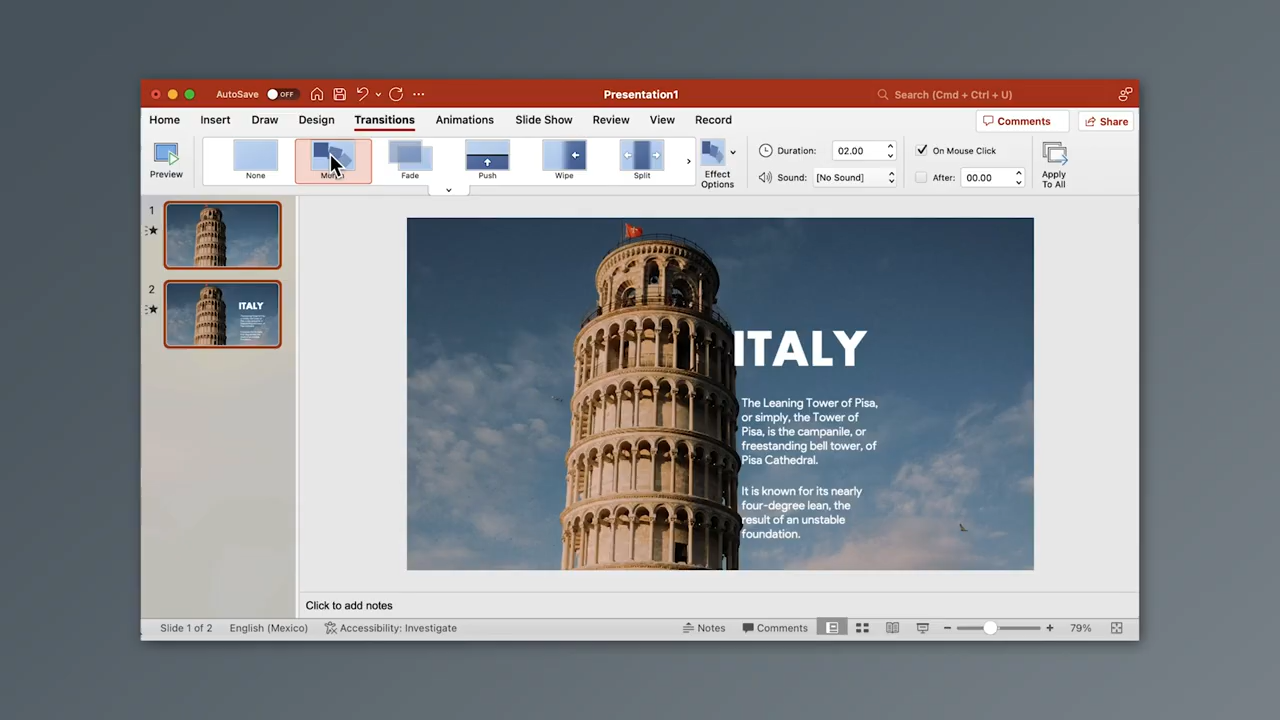 AutoSave OFF
Presentation1
Search (Cmd + Ctrl + U)
Home Insert Draw Design Transitions Animations Slide Show Review View Record
Comments Share
Preview
None
Fade
Push
Wipe
Split
Effect
Options
Duration: 02.00
Sound: [No Sound]
On Mouse Click
After: 00.00
Apply
To All
1
2
ITALY
ITALY
The Leaning Tower of Pisa,
or simply, the Tower of
Pisa, is the campanile, or
freestanding bell tower, of
Pisa Cathedral.
It is known for its nearly
four-degree lean, the
result of an unstable
foundation.
Click to add notes
Slide 1 of 2 English (Mexico) Accessibility: Investigate Notes Comments 79%